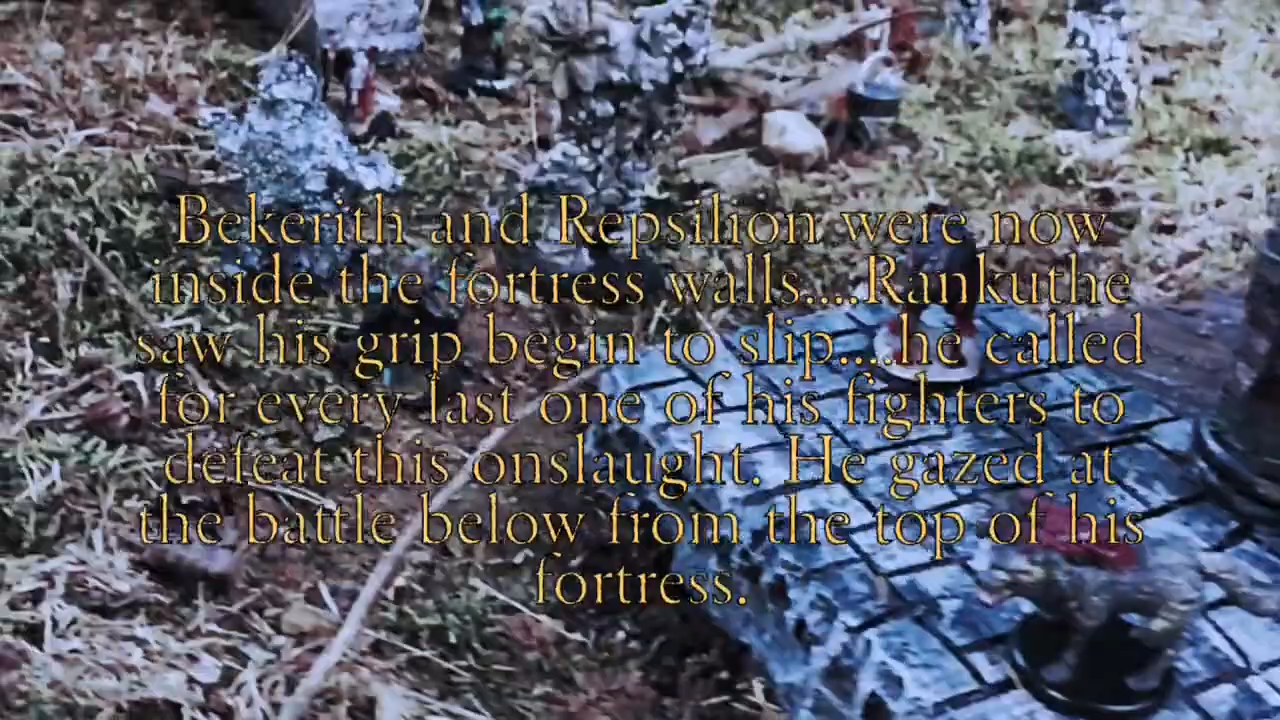 Bekerith and Repsilion were now
inside the fortress walls....Rankuthe
saw his grip begin to slip....he called
for every last one of his fighters to
defeat this onslaught. He gazed at
the battle below from the top of his
fortress.